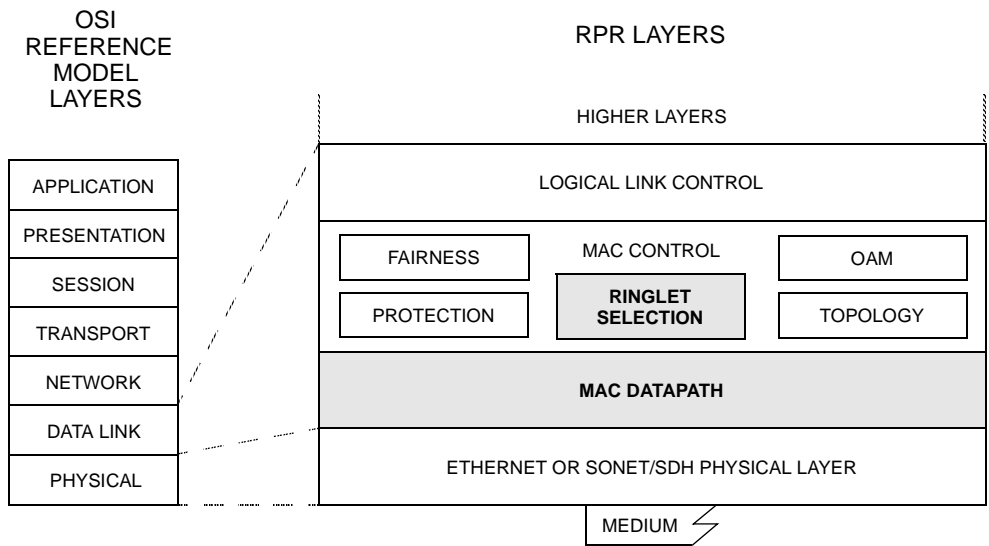 OSI
REFERENCE
MODEL
LAYERS
APPLICATION
PRESENTATION
SESSION
TRANSPORT
NETWORK
DATA LINK
PHYSICAL
RPR LAYERS
HIGHER LAYERS
LOGICAL LINK CONTROL
FAIRNESS
MAC CONTROL
OAM
PROTECTION
RINGLET
SELECTION
TOPOLOGY
MAC DATAPATH
ETHERNET OR SONET/SDH PHYSICAL LAYER
MEDIUM